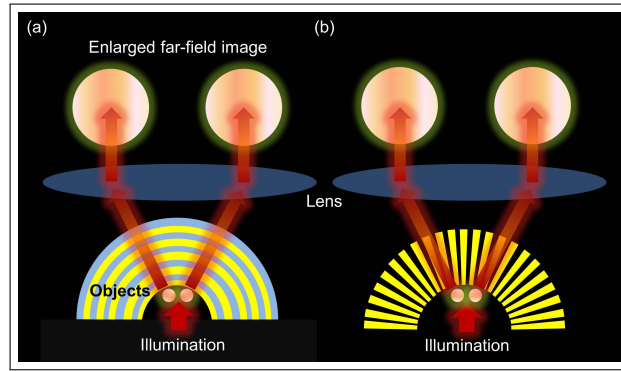 (a)
(b)
Enlarged far-field image
Lens
Objects
Illumination
Illumination